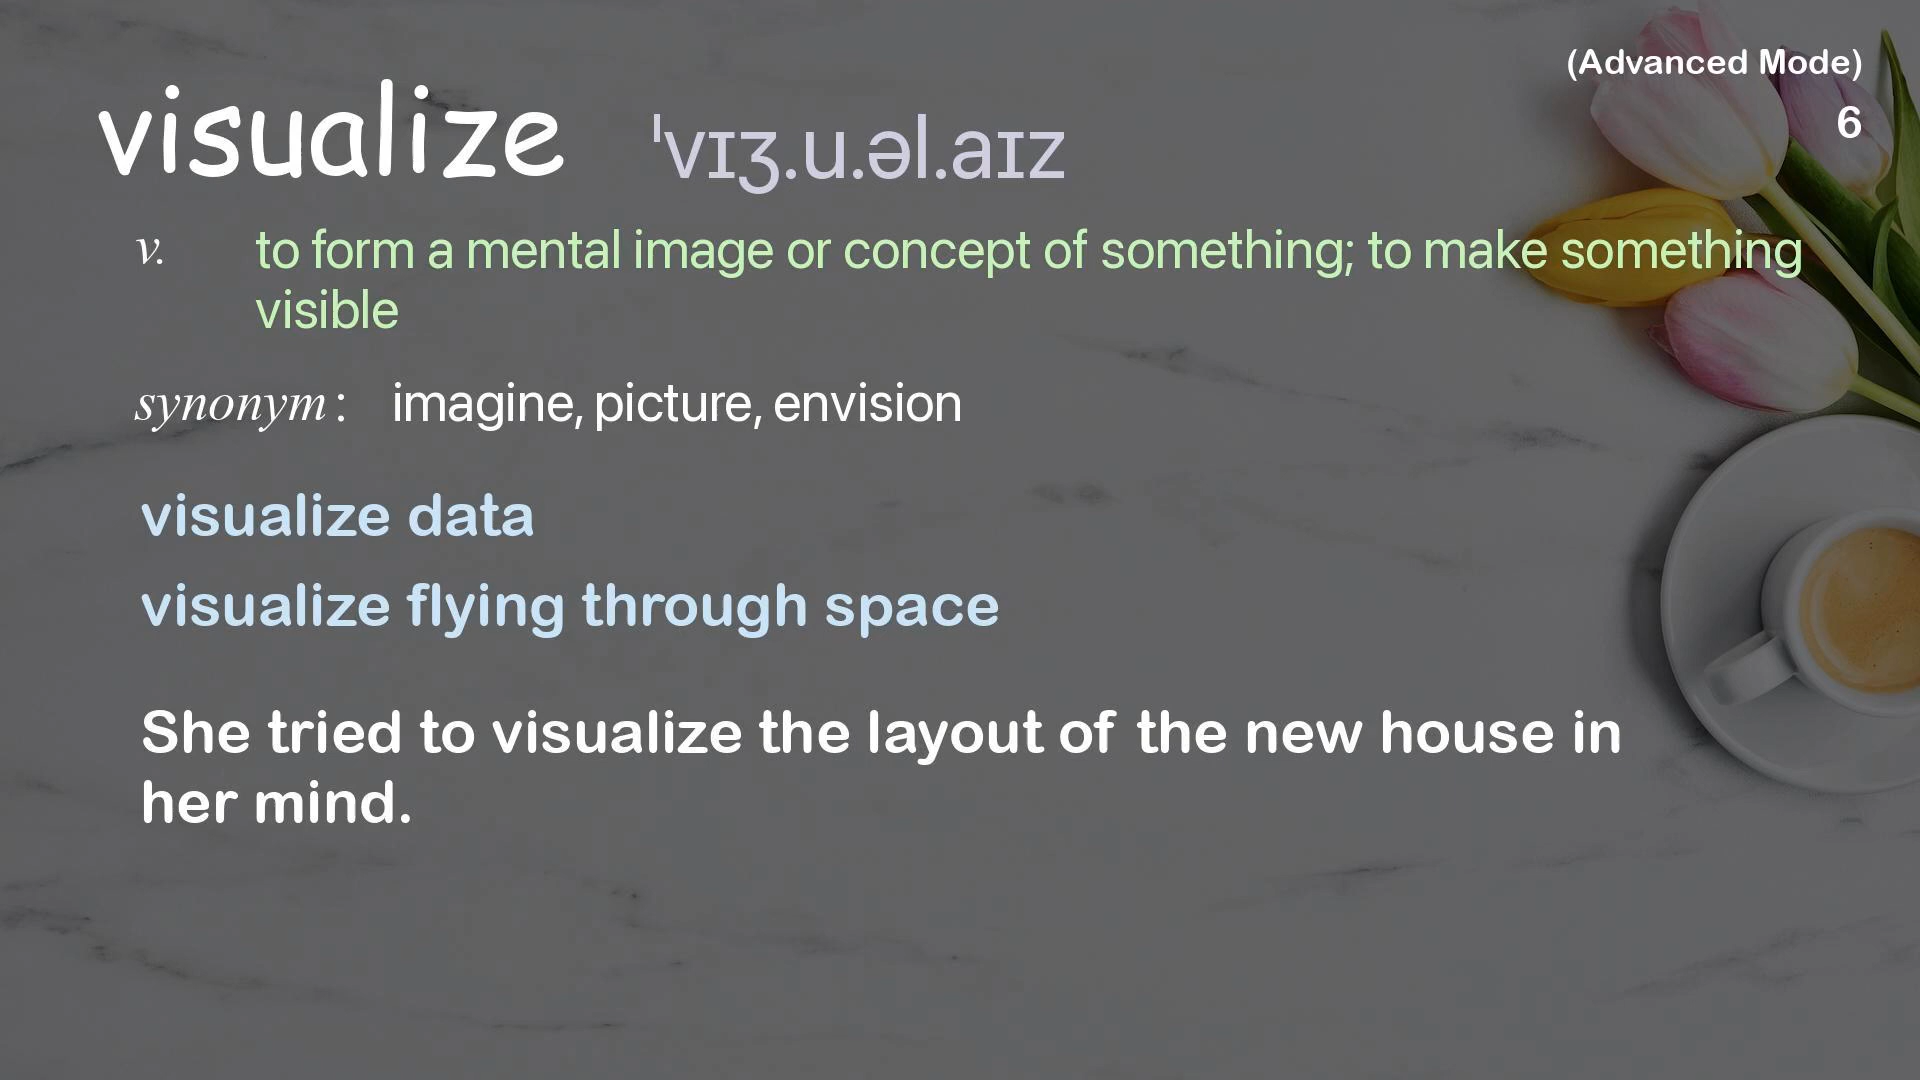 (Advanced Mode)
visualize ˈvɪʒ.u.əl.aɪz
6
v. to form a mental image or concept of something; to make something
visible
synonym: imagine, picture, envision
visualize data
visualize flying through space
She tried to visualize the layout of the new house in
her mind.